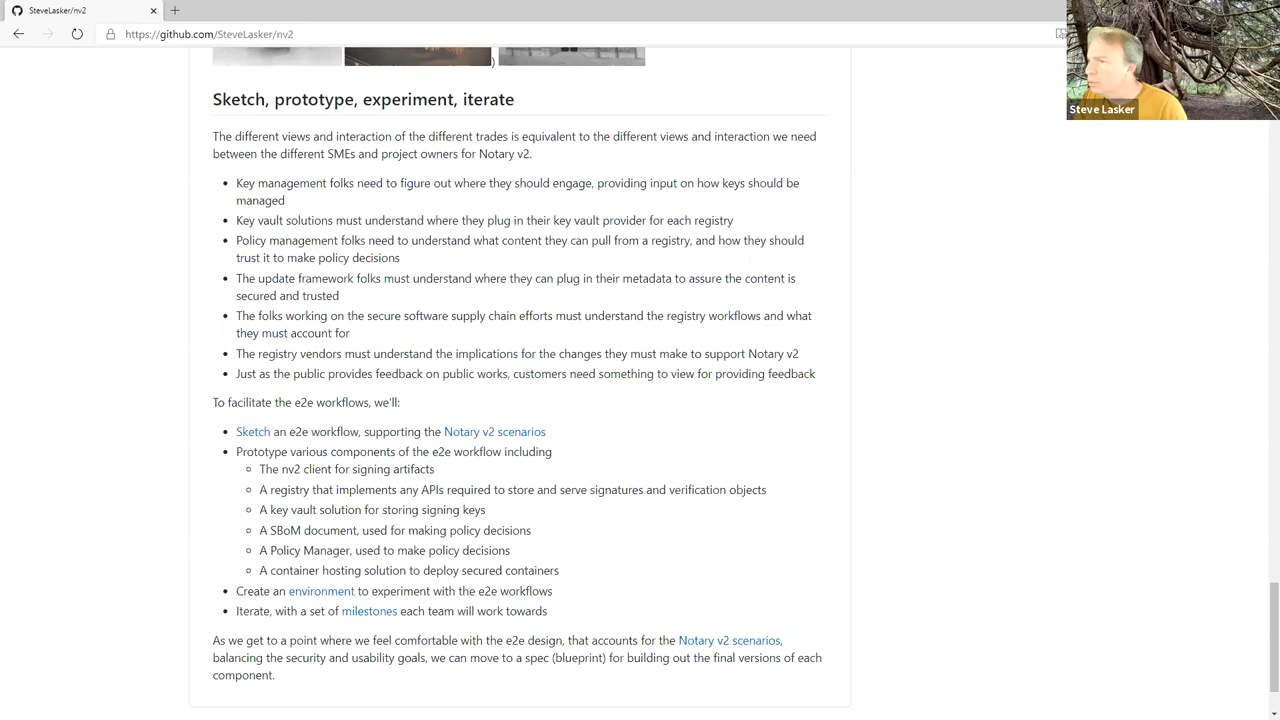 SteveLasker/nv2
https://github.com/SteveLasker/nv2
Steve Lasker
)
Sketch, prototype, experiment, iterate
The different views and interaction of the different trades is equivalent to the different views and interaction we need
between the different SMEs and project owners for Notary v2.
Key management folks need to figure out where they should engage, providing input on how keys should be
managed
Key vault solutions must understand where they plug in their key vault provider for each registry
Policy management folks need to understand what content they can pull from a registry, and how they should
trust it to make policy decisions
The update framework folks must understand where they can plug in their metadata to assure the content is
secured and trusted
The folks working on the secure software supply chain efforts must understand the registry workflows and what
they must account for
The registry vendors must understand the implications for the changes they must make to support Notary v2
Just as the public provides feedback on public works, customers need something to view for providing feedback
To facilitate the e2e workflows, we'll:
Sketch an e2e workflow, supporting the Notary v2 scenarios
Prototype various components of the e2e workflow including
The nv2 client for signing artifacts
A registry that implements any APIs required to store and serve signatures and verification objects
A key vault solution for storing signing keys
A SBoM document, used for making policy decisions
A Policy Manager, used to make policy decisions
A container hosting solution to deploy secured containers
Create an environment to experiment with the e2e workflows
Iterate, with a set of milestones each team will work towards
As we get to a point where we feel comfortable with the e2e design, that accounts for the Notary v2 scenarios,
balancing the security and usability goals, we can move to a spec (blueprint) for building out the final versions of each
component.